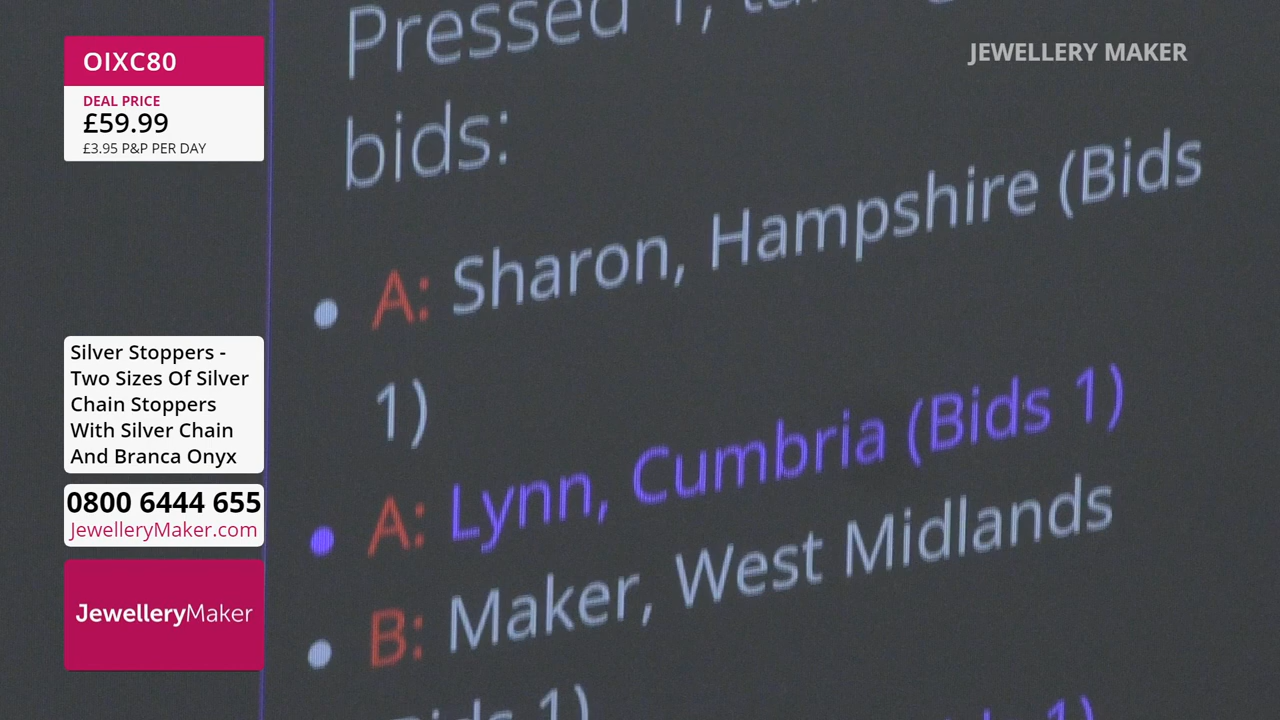 OIXC80
DEAL PRICE
£59.99
£3.95 P&P PER DAY
JEWELLERY MAKER
Pressed 1,
bids:
• A: Sharon, Hampshire (Bids
1)
• A: Lynn, Cumbria (Bids 1)
• B: Maker, West Midlands
1)
Silver Stoppers -
Two Sizes Of Silver
Chain Stoppers
With Silver Chain
And Branca Onyx
0800 6444 655
JewelleryMaker.com
JewelleryMaker